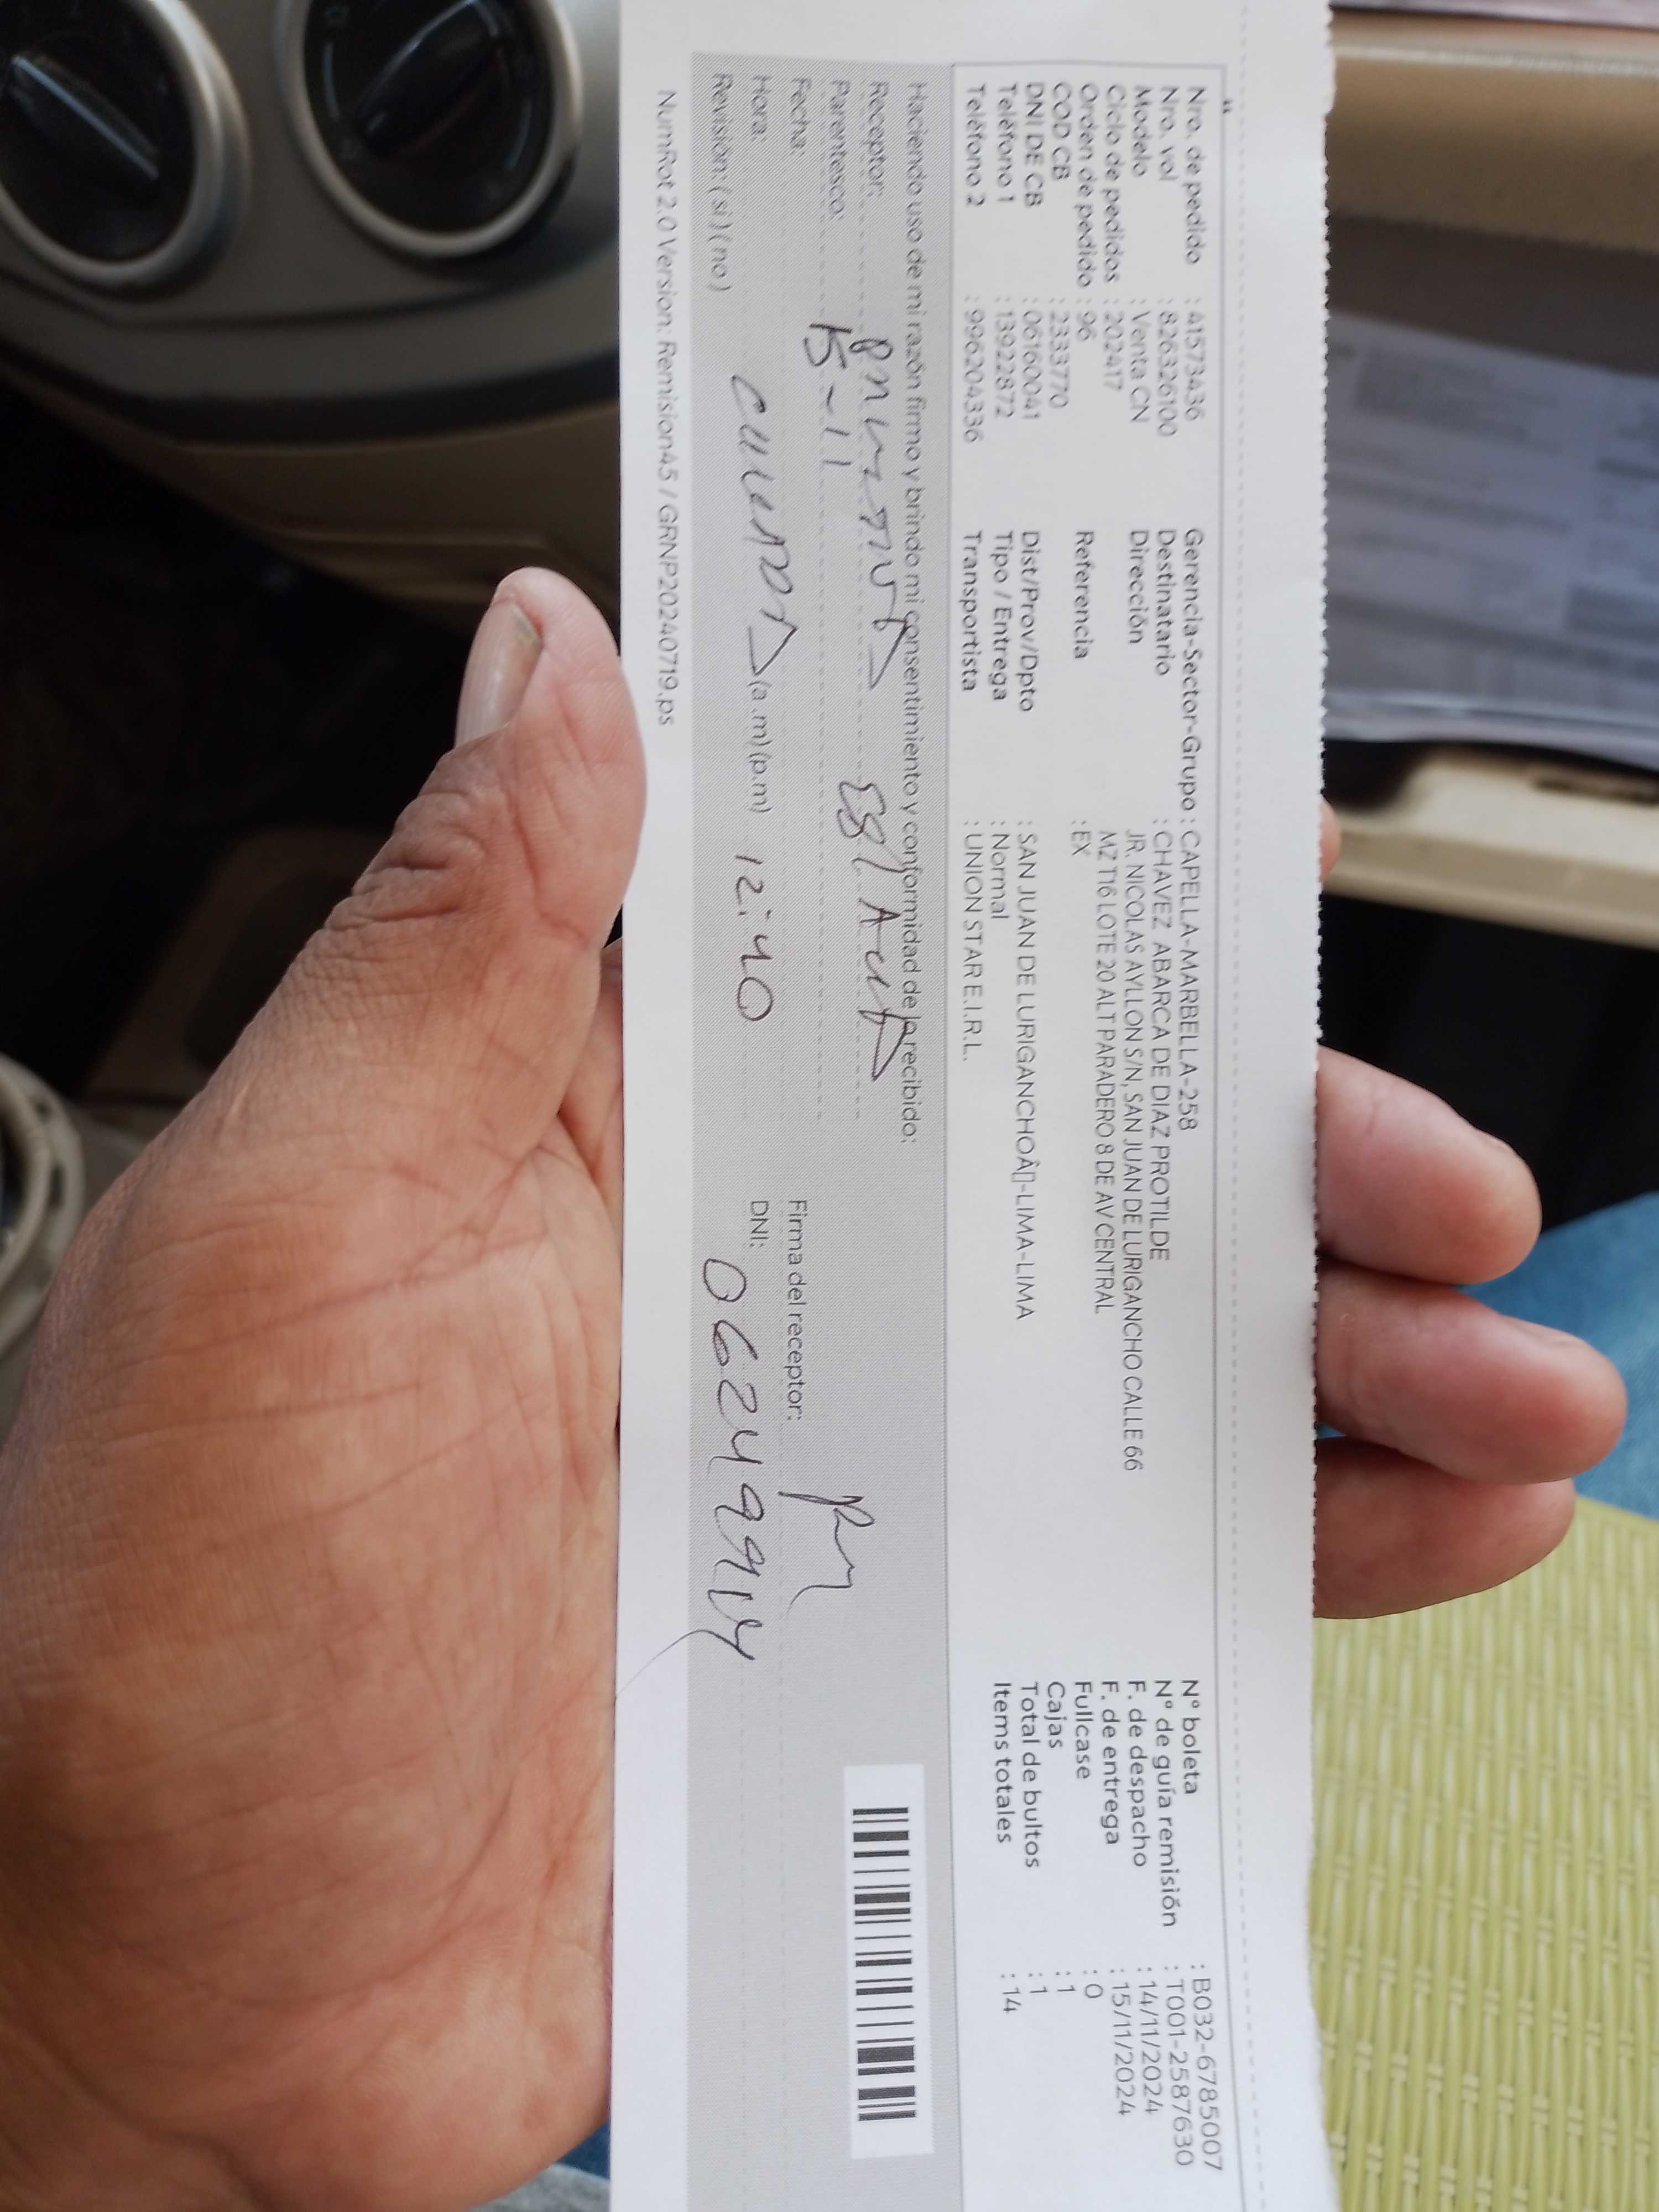 Nro. de pedido : 41573436
Nro. vol : 826326100
Modelo : Venta CN
Ciclo de pedidos : 202417
Orden de pedido : 96
COD CB : 2333770
DNI DE CB : 06160041
Teléfono 1 : 13922872
Teléfono 2 : 996204336
Gerencia-Sector-Grupo : CAPELLA-MARBELLA-258
Destinatario : CHAVEZ ABARCA DE DIAZ PROTILDE
Dirección JR. NICOLAS AYLLON S/N, SAN JUAN DE LURIGANCHO CALLE 66
MZ T16 LOTE 20 ALT PARADERO 8 DE AV CENTRAL
Referencia : EX
Dist/Prov/Dpto : SAN JUAN DE LURIGANCHOÂ▯-LIMA-LIMA
Tipo / Entrega : Normal
Transportista : UNION STAR E.I.R.L.
N° boleta : B032-6785007
N° de guía remisión : T001-2587630
F. de despacho : 14/11/2024
F. de entrega : 15/11/2024
Fullcase : 0
Cajas : 1
Total de bultos : 1
Items totales : 14
Haciendo uso de mi razón firmo y brindo mi consentimiento y conformidad de lo recibido:
Receptor:
Parentesco:
Fecha: 15-11
Hora: (a.m) (p.m) 12:40
Revisión: ( si ) ( no )
Firma del receptor:
DNI: 06249914
NumRot 2.0 Version: Remision45 / GRNP20240719.ps